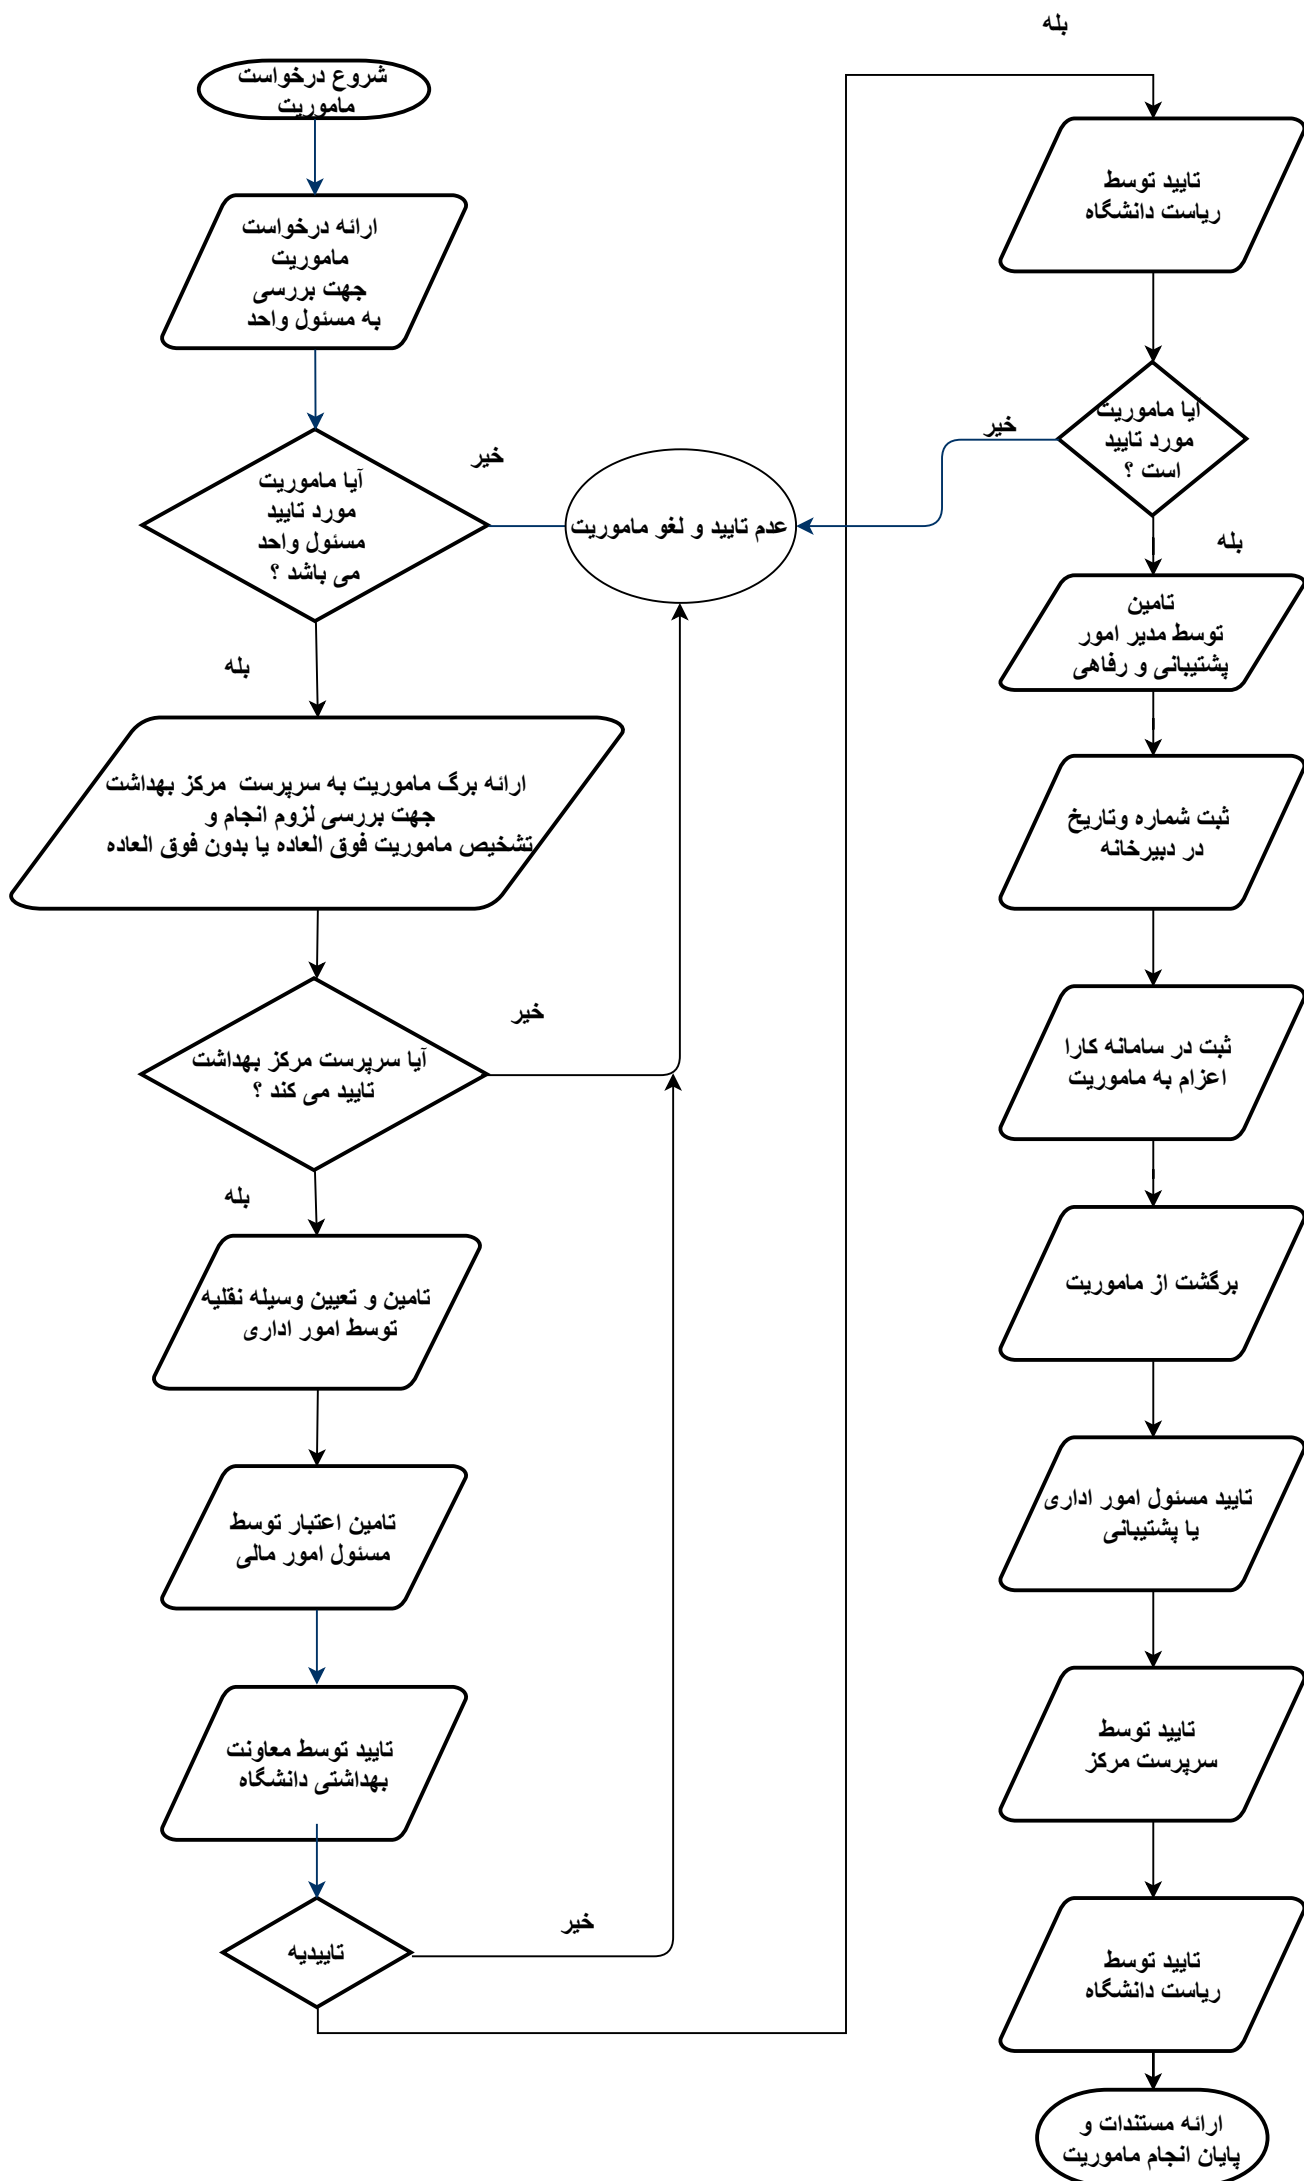 شروع درخواست
ماموریت
ارائه درخواست
ماموریت
جهت بررسی
به مسئول واحد
آیا ماموریت
مورد تایید
مسئول واحد
می باشد ؟
خیر
عدم تایید و لغو ماموریت
بله
ارائه برگ ماموریت به سرپرست مرکز بهداشت
جهت بررسی لزوم انجام و
تشخیص ماموریت فوق العاده یا بدون فوق العاده
آیا سرپرست مرکز بهداشت
تایید می کند ؟
خیر
بله
تامین و تعیین وسیله نقلیه
توسط امور اداری
تامین اعتبار توسط
مسئول امور مالی
تایید توسط معاونت
بهداشتی دانشگاه
تاییدیه
خیر
بله
تایید توسط
ریاست دانشگاه
آیا ماموریت
مورد تایید
است ؟
خیر
بله
تامین
توسط مدیر امور
پشتیبانی و رفاهی
ثبت شماره وتاریخ
در دبیرخانه
ثبت در سامانه کارا
اعزام به ماموریت
برگشت از ماموریت
تایید مسئول امور اداری
یا پشتیبانی
تایید توسط
سرپرست مرکز
تایید توسط
ریاست دانشگاه
ارائه مستندات و
پایان انجام ماموریت